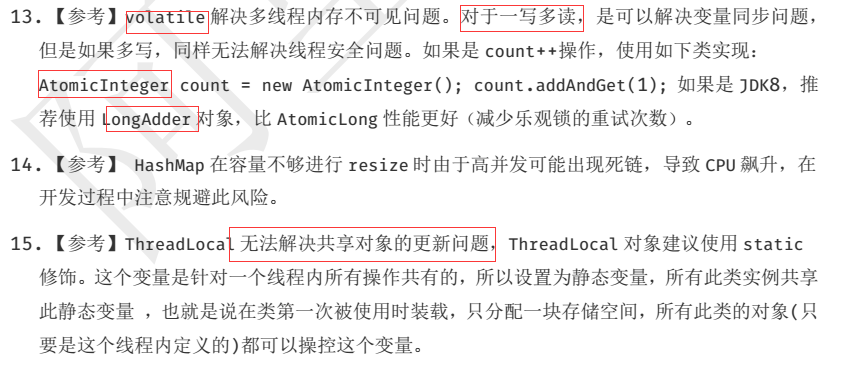 13.【参考】volatile 解决多线程内存不可见问题。对于一写多读，是可以解决变量同步问题，
但是如果多写，同样无法解决线程安全问题。如果是 count++操作，使用如下类实现：
AtomicInteger count = new AtomicInteger(); count.addAndGet(1); 如果是 JDK8，推
荐使用 LongAdder 对象，比 AtomicLong 性能更好（减少乐观锁的重试次数）。
14.【参考】 HashMap 在容量不够进行 resize 时由于高并发可能出现死链，导致 CPU 飙升，在
开发过程中注意规避此风险。
15.【参考】ThreadLocal 无法解决共享对象的更新问题，ThreadLocal 对象建议使用 static
修饰。这个变量是针对一个线程内所有操作共有的，所以设置为静态变量，所有此类实例共享
此静态变量 ，也就是说在类第一次被使用时装载，只分配一块存储空间，所有此类的对象(只
要是这个线程内定义的)都可以操控这个变量。